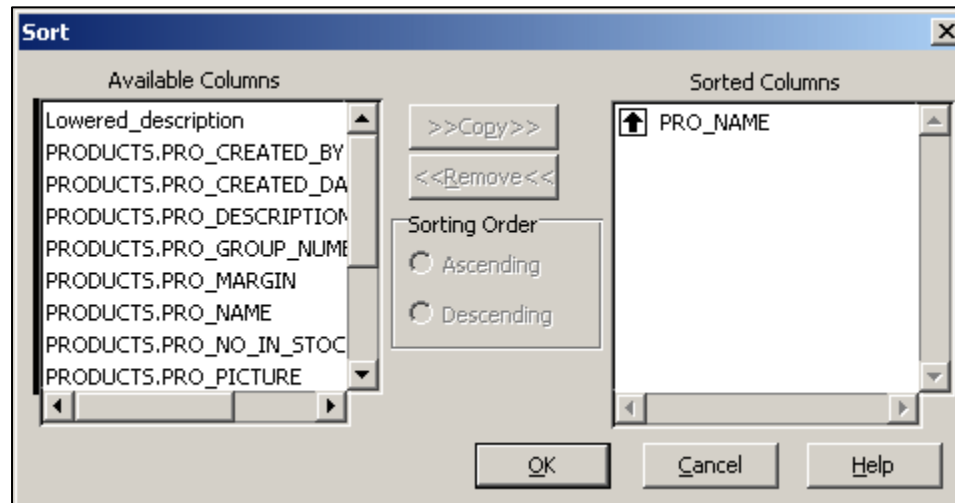 Sort
Available Columns
Lowered_description
PRODUCTS.PRO_CREATED_BY
PRODUCTS.PRO_CREATED_DA
PRODUCTS.PRO_DESCRIPTION
PRODUCTS.PRO_GROUP_NUME
PRODUCTS.PRO_MARGIN
PRODUCTS.PRO_NAME
PRODUCTS.PRO_NO_IN_STOC
PRODUCTS.PRO_PICTURE
>>Copy>>
<<Remove<<
Sorting Order
Ascending
Descending
Sorted Columns
PRO_NAME
OK
Cancel
Help